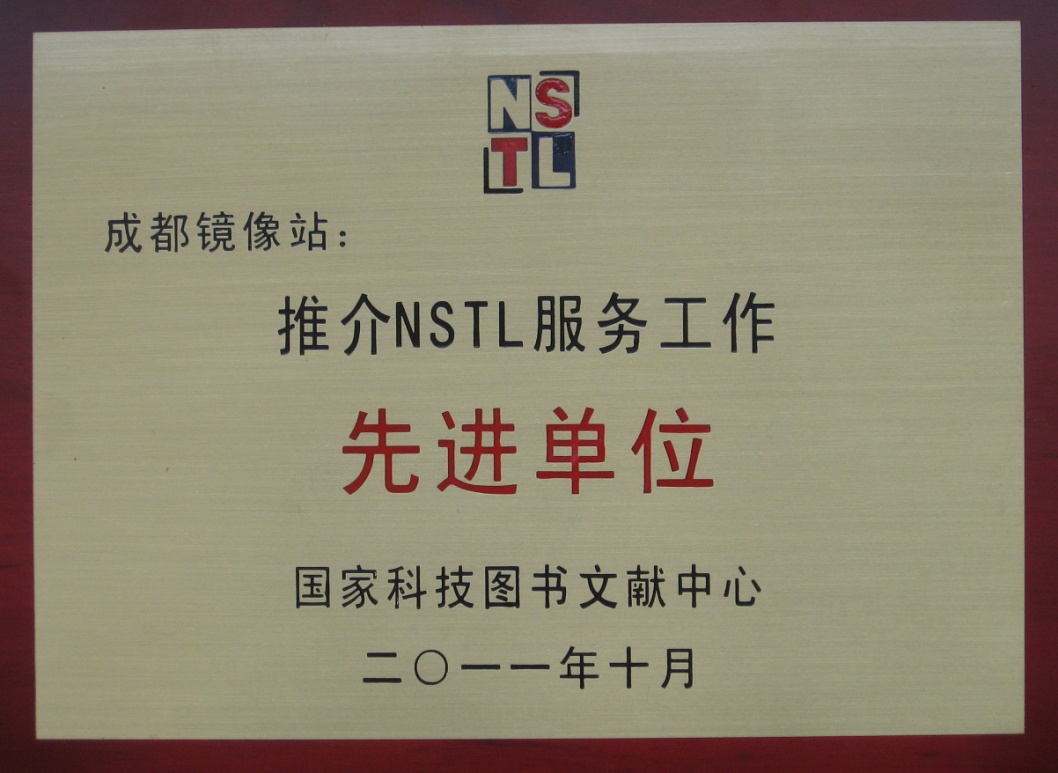 NS
TL
成都镜像站：
推介NSTL服务工作
先进单位
国家科技图书文献中心
二〇一一年十月